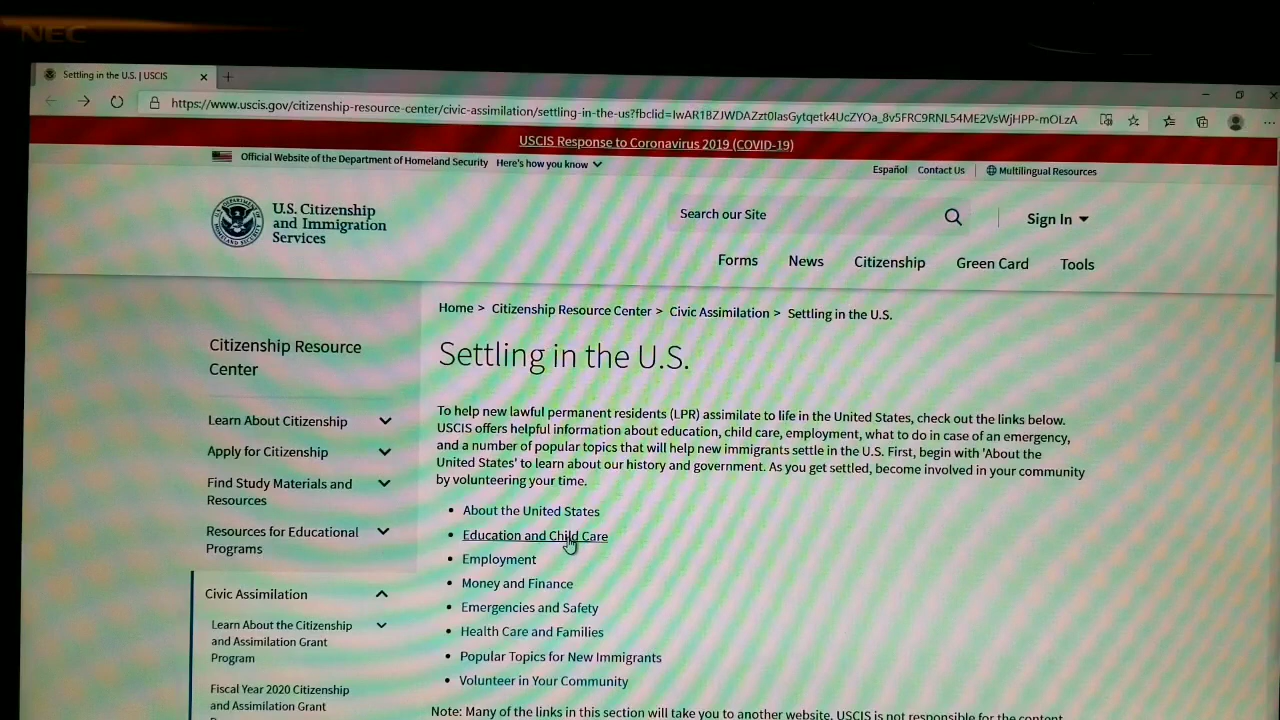 NEC
Settling in the U.S. | USCIS
https://www.uscis.gov/citizenship-resource-center/civic-assimilation/settling-in-the-us?fbclid=IwAR1BZJWDAZzt0IasGytqetk4UcZYOa_8v5FRC9RNL54ME2VsWjHPP-mOLzA
USCIS Response to Coronavirus 2019 (COVID-19)
Official Website of the Department of Homeland Security Here's how you know
Español Contact Us Multilingual Resources
U.S. Citizenship
and Immigration
Services
Search our Site
Sign In
Forms News Citizenship Green Card Tools
Home > Citizenship Resource Center > Civic Assimilation > Settling in the U.S.
Citizenship Resource
Center
Learn About Citizenship
Apply for Citizenship
Find Study Materials and
Resources
Resources for Educational
Programs
Civic Assimilation
Learn About the Citizenship
and Assimilation Grant
Program
Fiscal Year 2020 Citizenship
and Assimilation Grant
Settling in the U.S.
To help new lawful permanent residents (LPR) assimilate to life in the United States, check out the links below.
USCIS offers helpful information about education, child care, employment, what to do in case of an emergency,
and a number of popular topics that will help new immigrants settle in the U.S. First, begin with 'About the
United States' to learn about our history and government. As you get settled, become involved in your community
by volunteering your time.
• About the United States
• Education and Child Care
• Employment
• Money and Finance
• Emergencies and Safety
• Health Care and Families
• Popular Topics for New Immigrants
• Volunteer in Your Community
Note: Many of the links in this section will take you to another website. USCIS is not responsible for the content